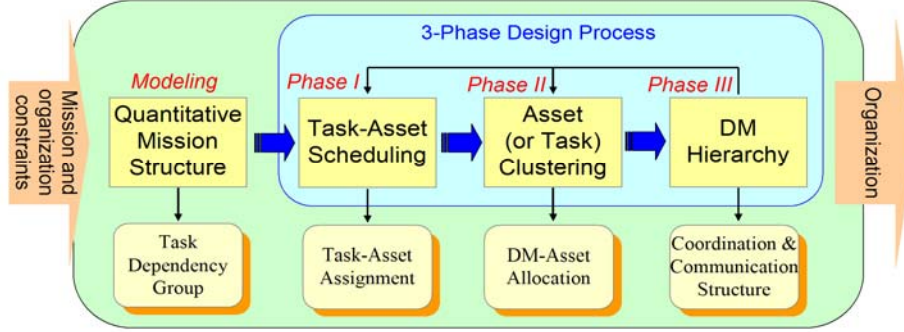 Mission and
organization
constraints
3-Phase Design Process
Modeling
Quantitative
Mission
Structure
Phase I
Task-Asset
Scheduling
Phase II
Asset
(or Task)
Clustering
Phase III
DM
Hierarchy
Organization
Task
Dependency
Group
Task-Asset
Assignment
DM-Asset
Allocation
Coordination &
Communication
Structure